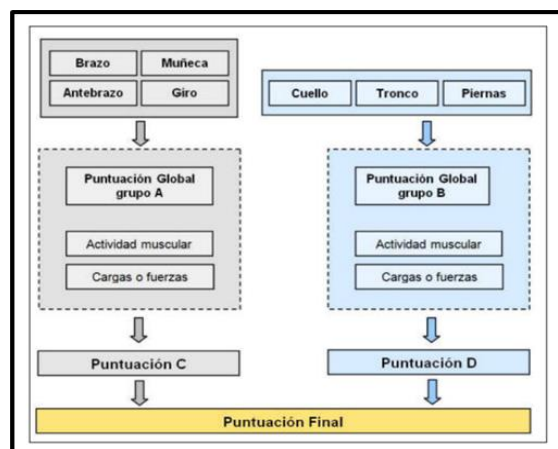 Brazo
Muñeca
Antebrazo
Giro
Cuello
Tronco
Piernas
Puntuación Global
grupo A
Puntuación Global
grupo B
Actividad muscular
Actividad muscular
Cargas o fuerzas
Cargas o fuerzas
Puntuación C
Puntuación D
Puntuación Final